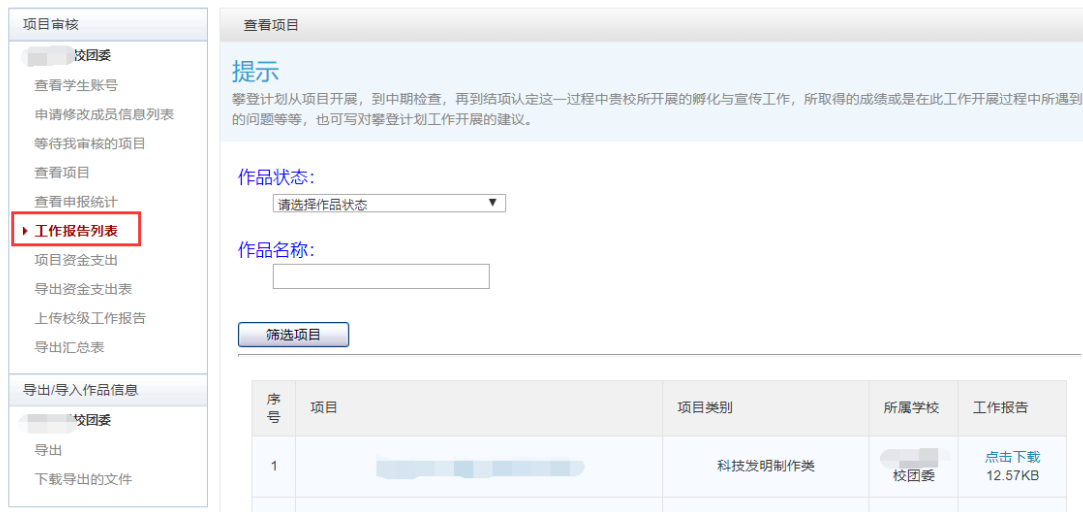 项目审核
校团委
查看学生账号
申请修改成员信息列表
等待我审核的项目
查看项目
查看申报统计
工作报告列表
项目资金支出
导出资金支出表
上传校级工作报告
导出汇总表
导出/导入作品信息
校团委
导出
下载导出的文件
查看项目
提示
攀登计划从项目开展，到中期检查，再到结项认定这一过程中贵校所开展的孵化与宣传工作，所取得的成绩或是在此工作开展过程中所遇到
的问题等等，也可写对攀登计划工作开展的建议。
作品状态：
请选择作品状态
作品名称：
筛选项目
序号 项目 项目类别 所属学校 工作报告
1 科技发明制作类 校团委 点击下载
12.57KB